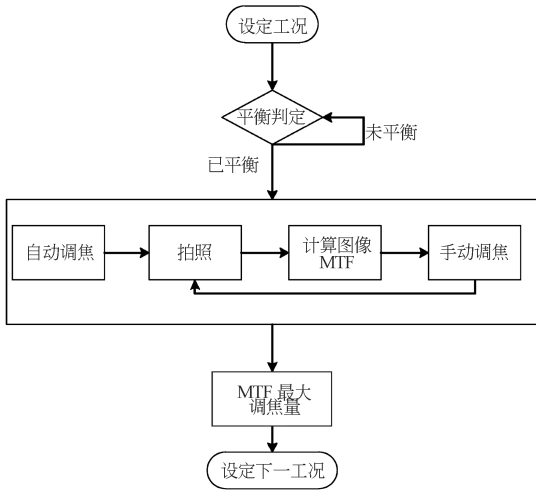 设定工况
平衡判定
未平衡
已平衡
自动调焦
拍照
计算图像
MTF
手动调焦
MTF 最大
调焦量
设定下一工况